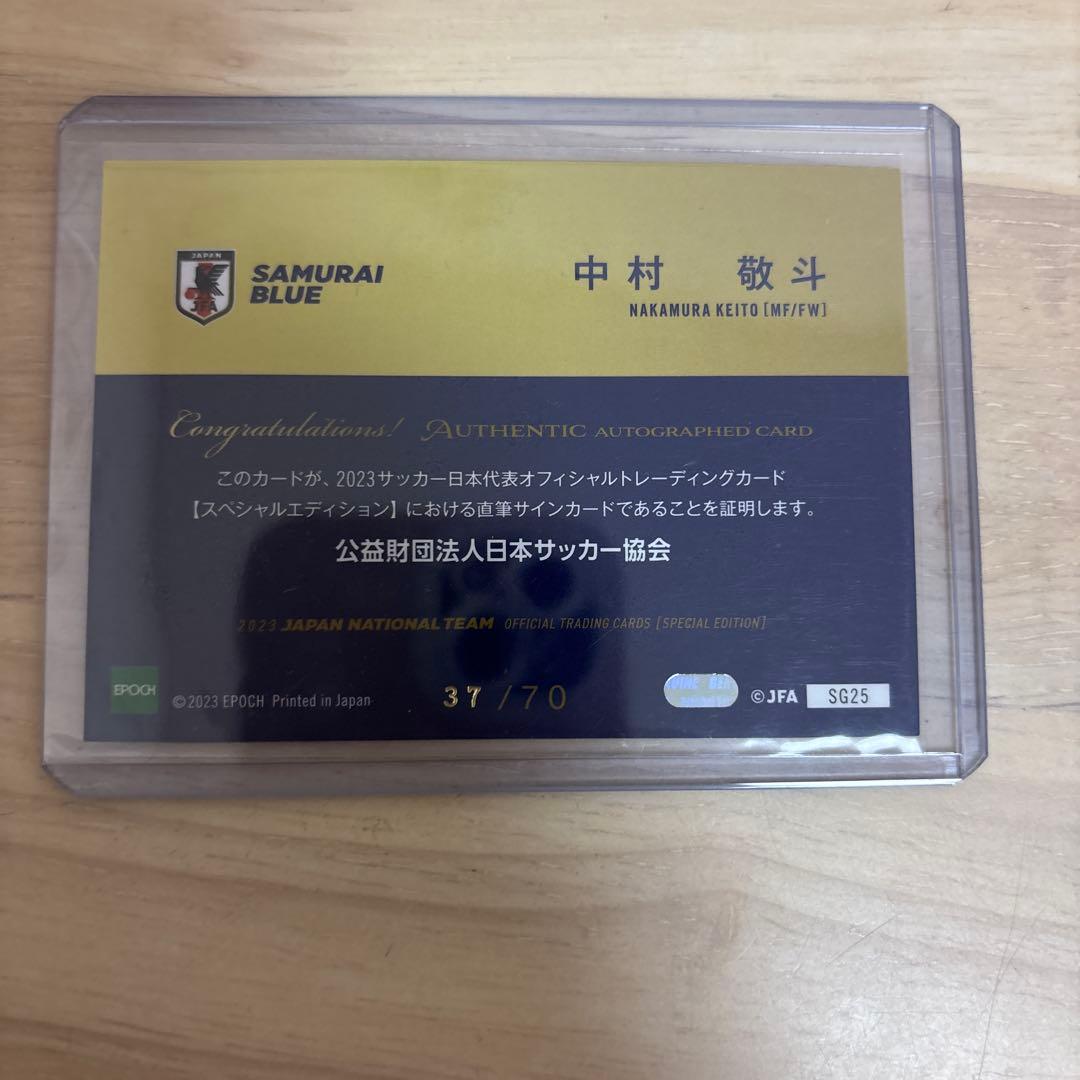 JAPAN
JFA
SAMURAI
BLUE
中村 敬斗
NAKAMURA KEITO [MF/FW]
Congratulations! AUTHENTIC AUTOGRAPHED CARD
このカードが、2023サッカー日本代表オフィシャルトレーディングカード
【スペシャルエディション】における直筆サインカードであることを証明します。
公益財団法人日本サッカー協会
2023 JAPAN NATIONAL TEAM OFFICIAL TRADING CARDS [SPECIAL EDITION]
EPOCH
©2023 EPOCH Printed in Japan
37/70
©JFA
SG25